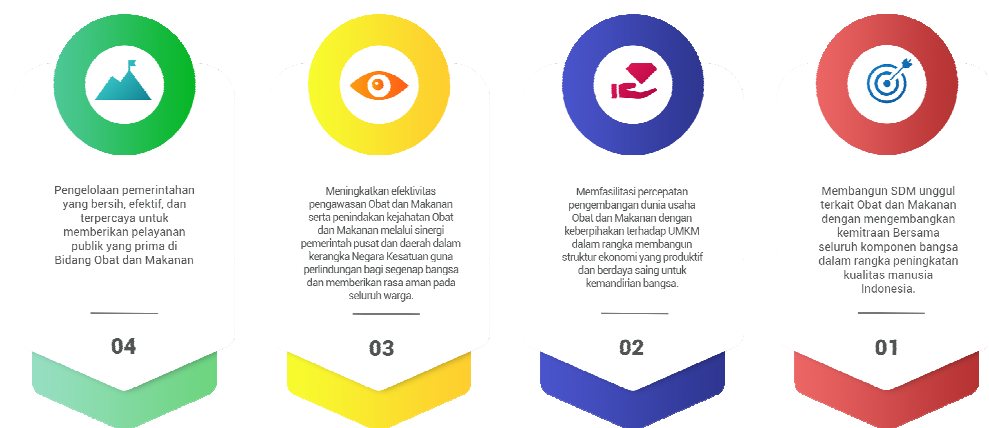 Pengelolaan pemerintahan
yang bersih, efektif, dan
terpercaya untuk
memberikan pelayanan
publik yang prima di
Bidang Obat dan Makanan
04
Meningkatkan efektivitas
pengawasan Obat dan Makanan
serta penindakan kejahatan Obat
dan Makanan melalui sinergi
pemerintah pusat dan daerah dalam
kerangka Negara Kesatuan guna
perlindungan bagi segenap bangsa
dan memberikan rasa aman pada
seluruh warga.
03
Memfasilitasi percepatan
pengembangan dunia usaha
Obat dan Makanan dengan
keberpihakan terhadap UMKM
dalam rangka membangun
struktur ekonomi yang produktif
dan berdaya saing untuk
kemandirian bangsa.
02
Membangun SDM unggul
terkait Obat dan Makanan
dengan mengembangkan
kemitraan Bersama
seluruh komponen bangsa
dalam rangka peningkatan
kualitas manusia
Indonesia.
01